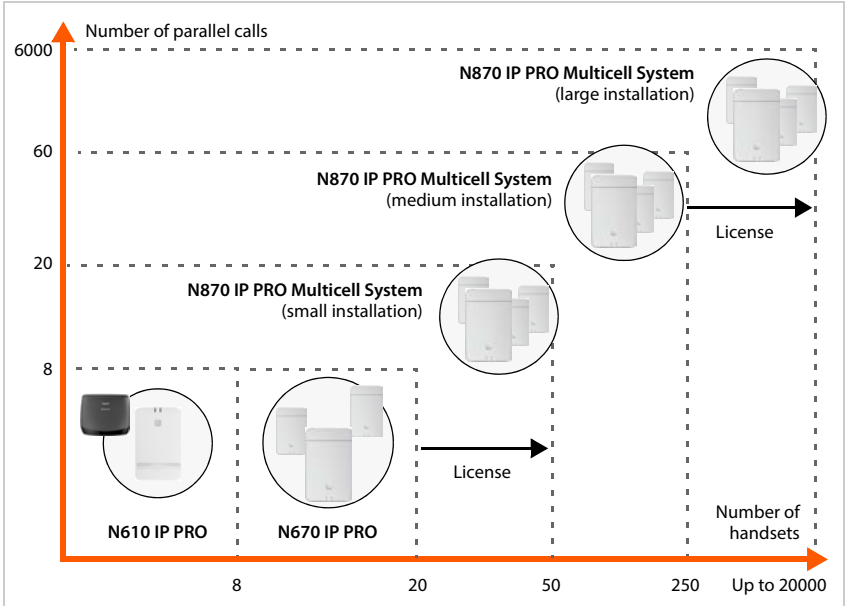 Number of parallel calls
6000
N870 IP PRO Multicell System
(large installation)
60
N870 IP PRO Multicell System
(medium installation)
License
20
N870 IP PRO Multicell System
(small installation)
8
License
N610 IP PRO
N670 IP PRO
Number of
handsets
8
20
50
250
Up to 20000